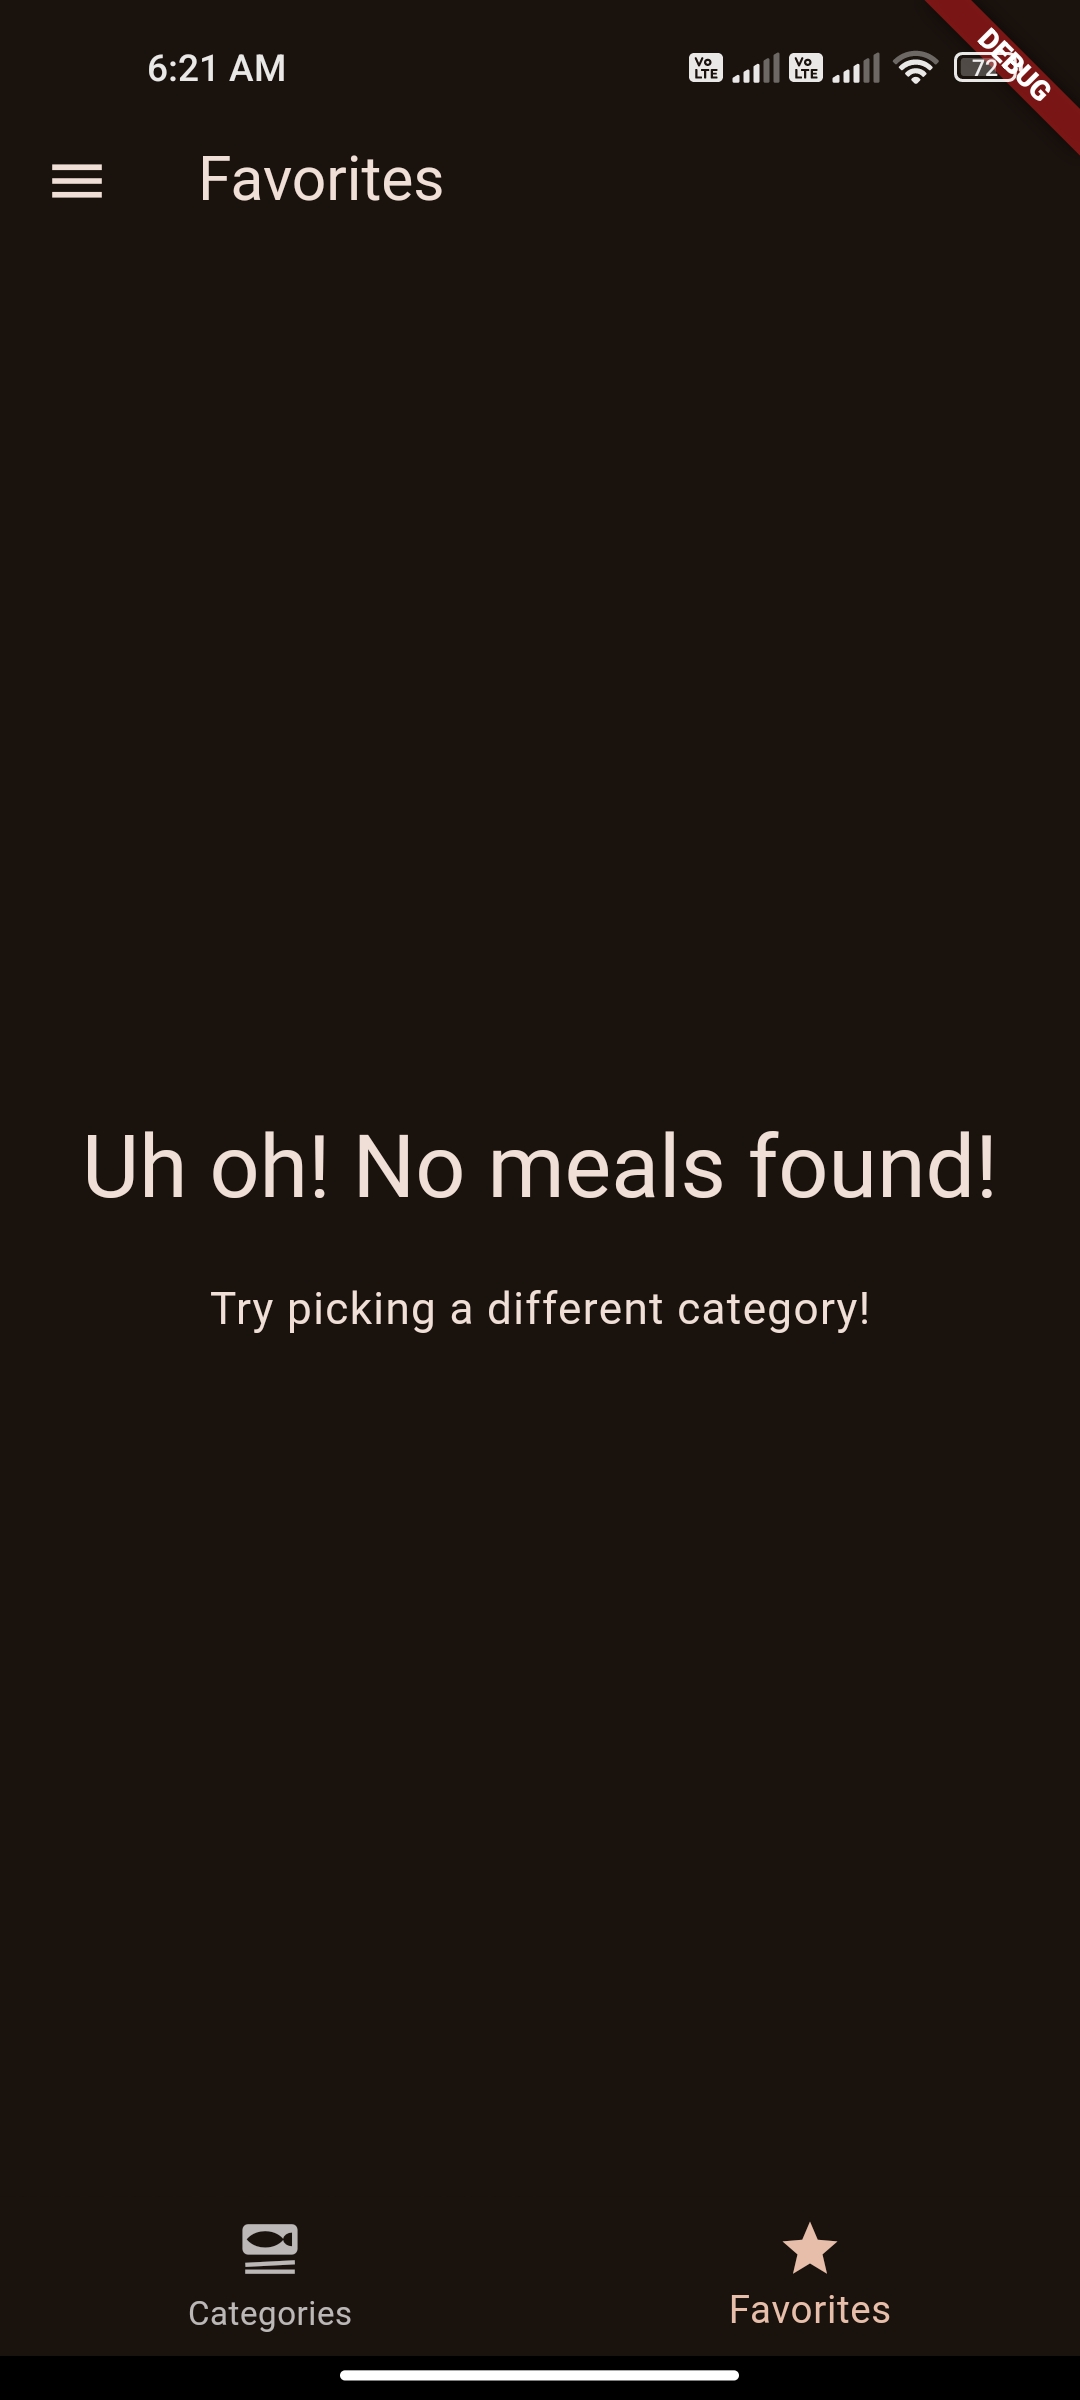 6:21 AM
Vo LTE
Vo LTE
72
DEBUG
Favorites
Uh oh! No meals found!
Try picking a different category!
Categories
Favorites